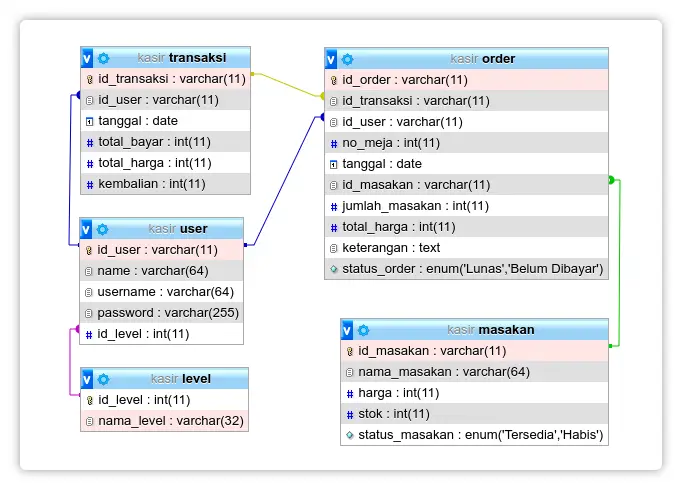 kasir transaksi
id_transaksi : varchar(11)
id_user : varchar(11)
tanggal : date
total_bayar : int(11)
total_harga : int(11)
kembalian : int(11)
kasir order
id_order : varchar(11)
id_transaksi : varchar(11)
id_user : varchar(11)
no_meja : int(11)
tanggal : date
id_masakan : varchar(11)
jumlah_masakan : int(11)
total_harga : int(11)
keterangan : text
status_order : enum('Lunas','Belum Dibayar')
kasir user
id_user : varchar(11)
name : varchar(64)
username : varchar(64)
password : varchar(255)
id_level : int(11)
kasir level
id_level : int(11)
nama_level : varchar(32)
kasir masakan
id_masakan : varchar(11)
nama_masakan : varchar(64)
harga : int(11)
stok : int(11)
status_masakan : enum('Tersedia','Habis')